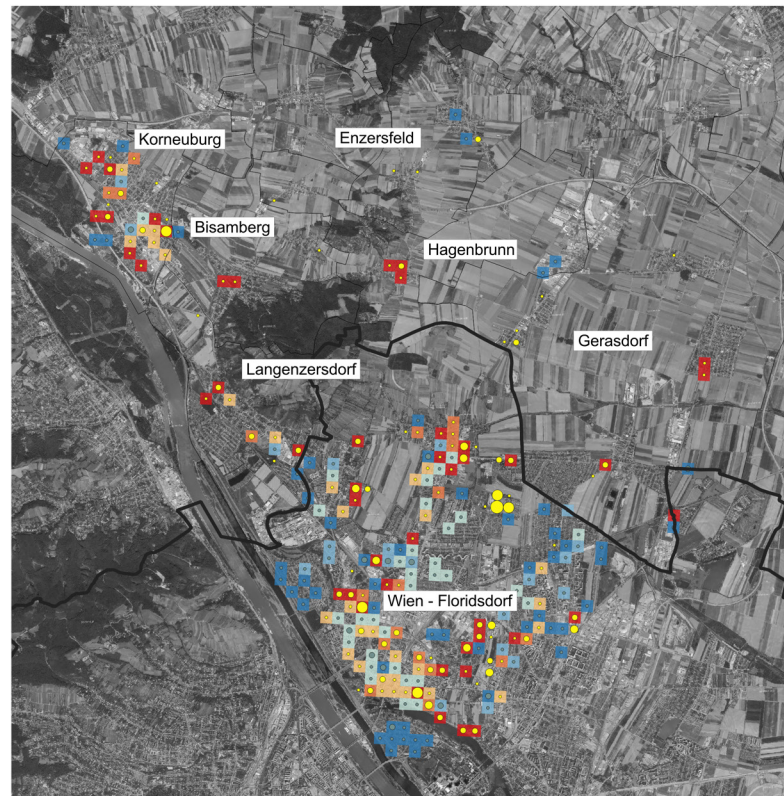 Korneuburg
Enzersfeld
Bisamberg
Hagenbrunn
Gerasdorf
Langenzersdorf
Wien - Floridsdorf